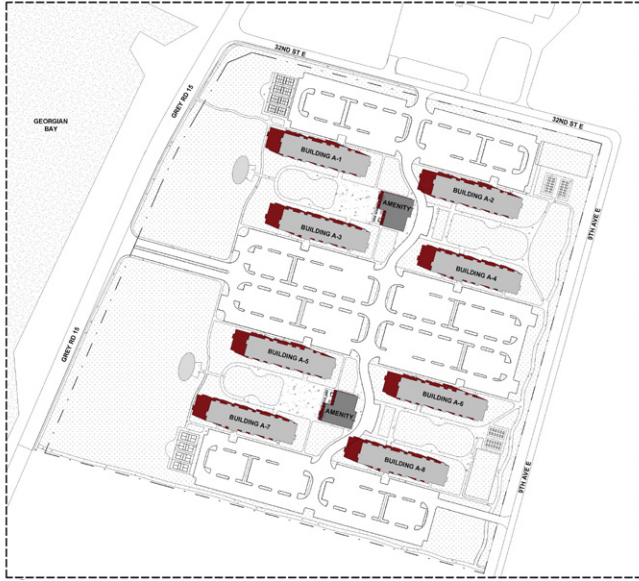 32ND ST E
GREY RD 15
32ND ST E
GEORGIAN
BAY
BUILDING A-1
BUILDING A-2
AMENITY
BUILDING A-3
9TH AVE E
BUILDING A-4
GREY RD 15
BUILDING A-5
BUILDING A-6
AMENITY
BUILDING A-7
BUILDING A-8
9TH AVE E